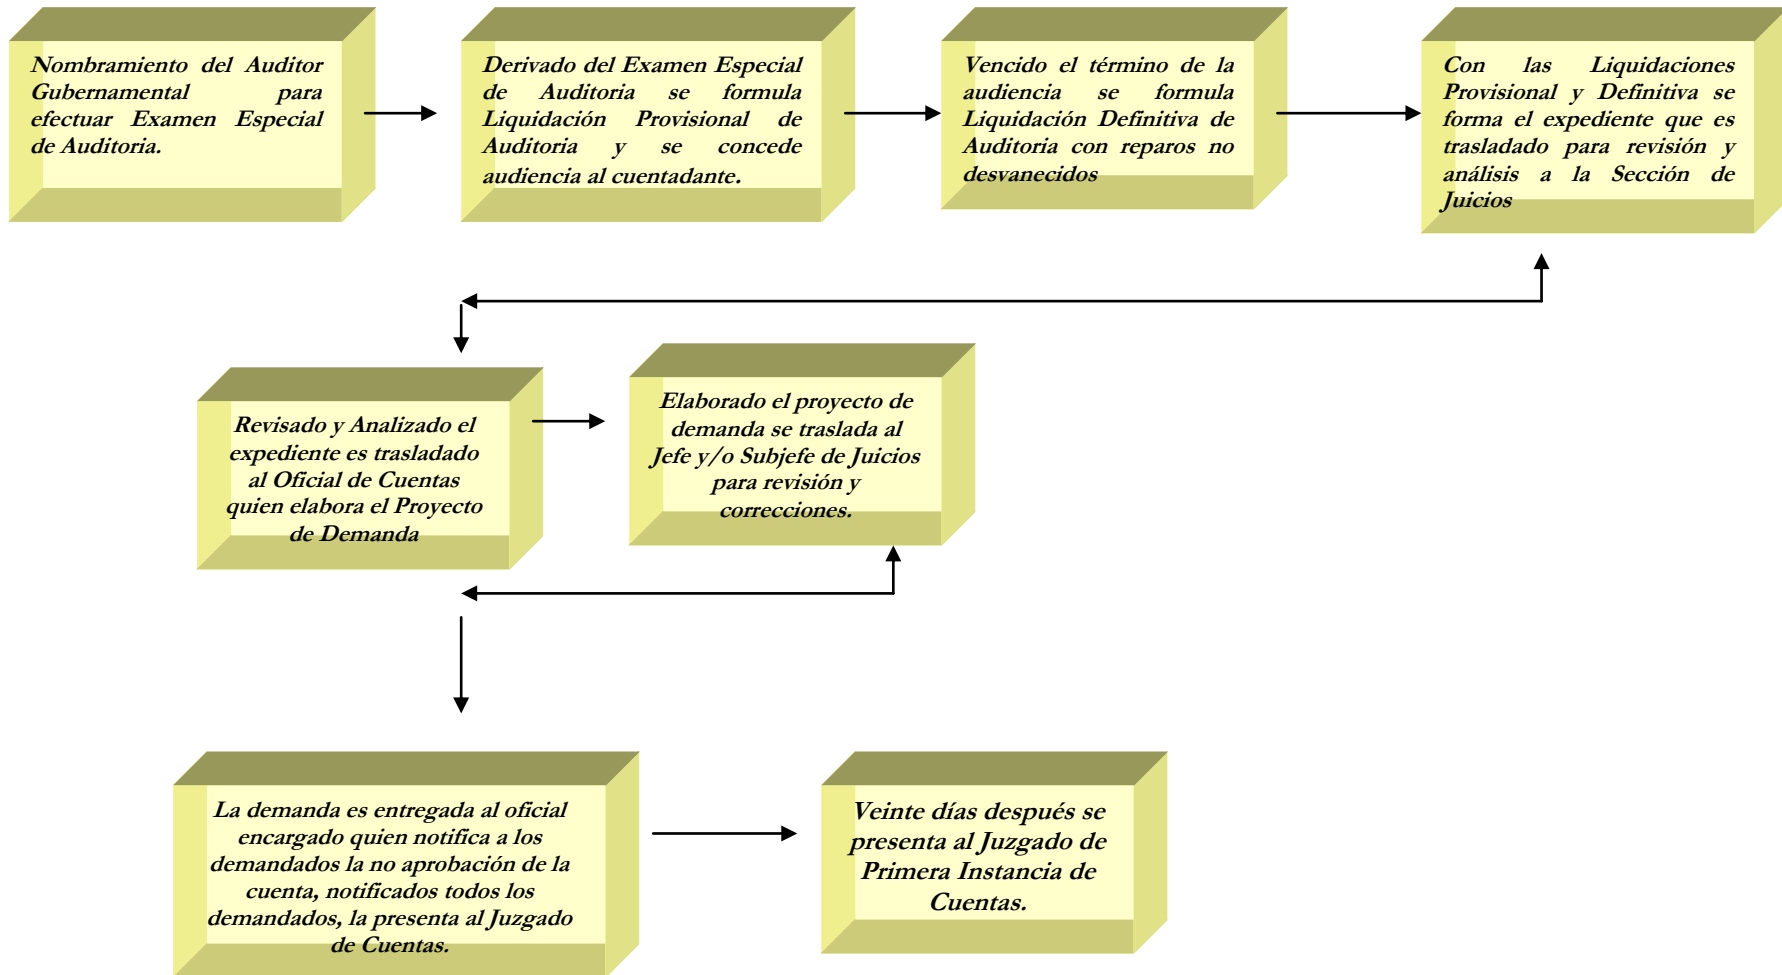 Nombramiento del Auditor
Gubernamental para
efectuar Examen Especial
de Auditoria.
Derivado del Examen Especial
de Auditoria se formula
Liquidación Provisional de
Auditoria y se concede
audiencia al cuentadante.
Vencido el término de la
audiencia se formula
Liquidación Definitiva de
Auditoria con reparos no
desvanecidos
Con las Liquidaciones
Provisional y Definitiva se
forma el expediente que es
trasladado para revisión y
análisis a la Sección de
Juicios
Revisado y Analizado el
expediente es trasladado
al Oficial de Cuentas
quien elabora el Proyecto
de Demanda
Elaborado el proyecto de
demanda se traslada al
Jefe y/o Subjefe de Juicios
para revisión y
correcciones.
La demanda es entregada al oficial
encargado quien notifica a los
demandados la no aprobación de la
cuenta, notificados todos los
demandados, la presenta al Juzgado
de Cuentas.
Veinte días después se
presenta al Juzgado de
Primera Instancia de
Cuentas.